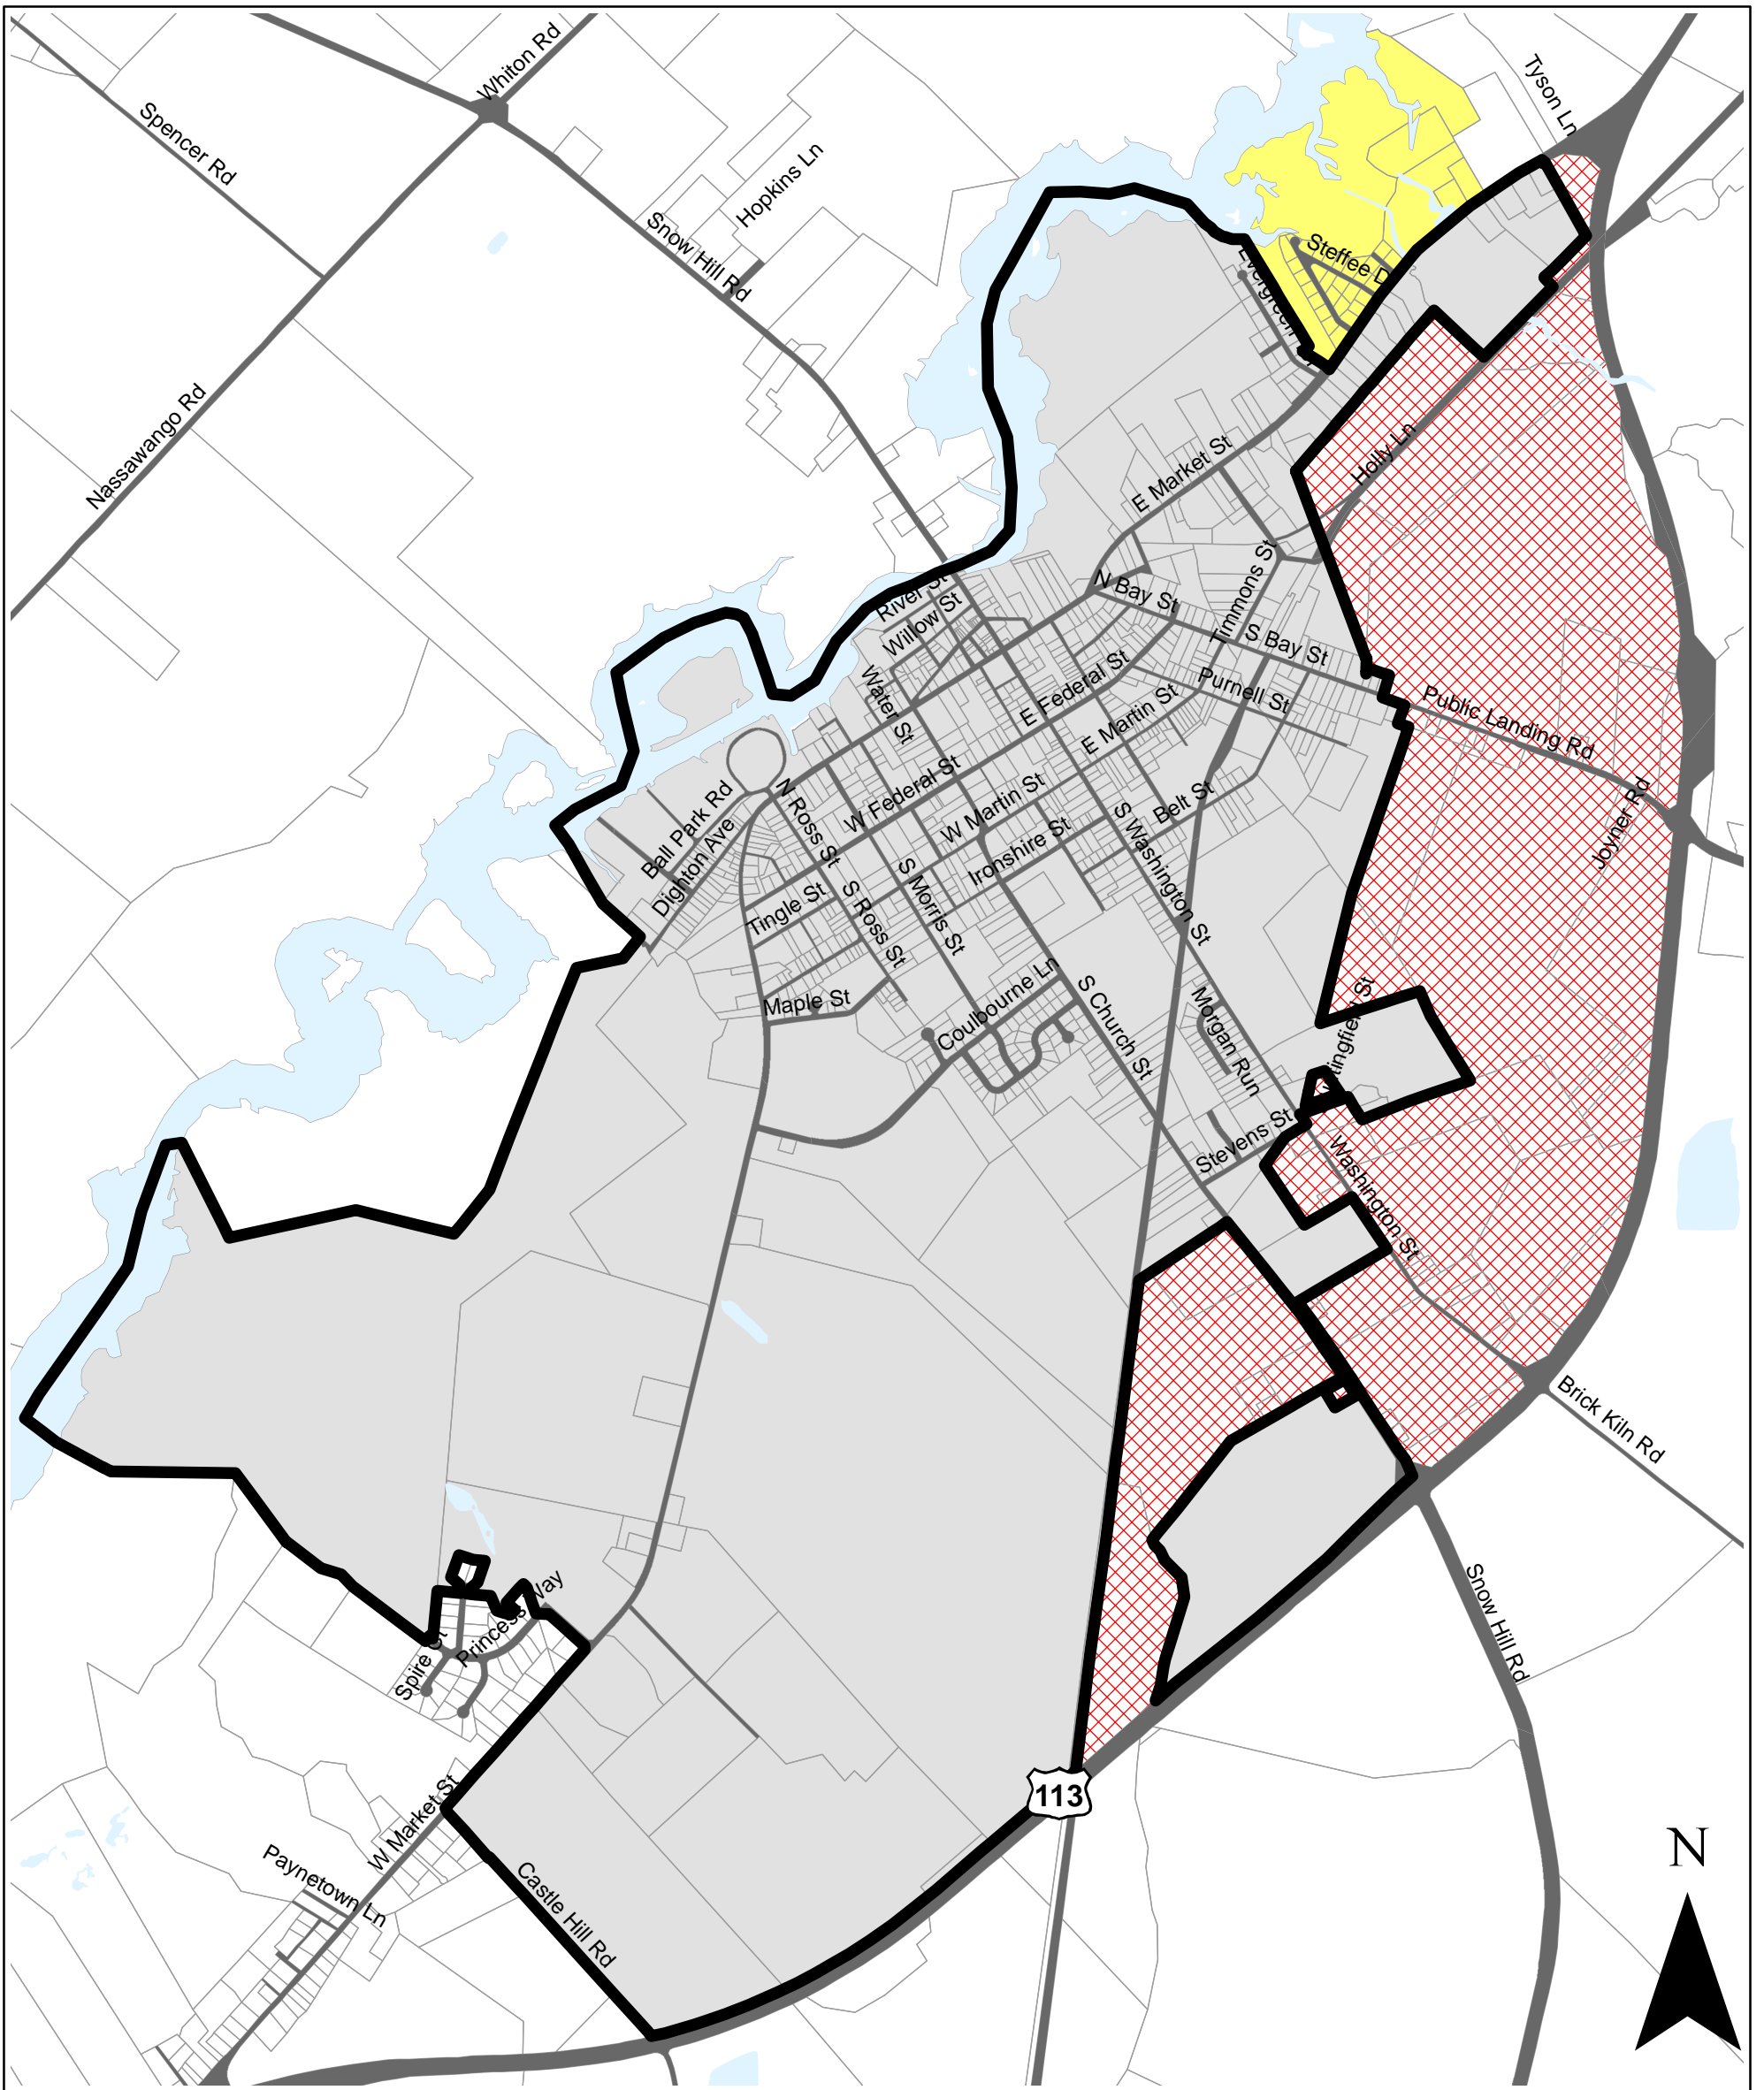 Whiton Rd
Tyson Ln
Spencer Rd
Hopkins Ln
Snow Hill Rd
Steffee D
Evergreen
Nassawango Rd
E Market St
Holly Ln
N Bay St
Timmons St
River St
Willow St
S Bay St
Water St
E Federal St
Purnell St
E Martin St
Public Landing Rd
Ball Park Rd
N Ross St
W Federal St
W Martin St
Belt St
S Washington St
Joyner Rd
Dighton Ave
Ironshire St
Tingle St
S Ross St
S Morris St
Maple St
Coulbourne Ln
S Church St
Morgan Run
Stevens St
Washington St
Brick Kiln Rd
Snow Hill Rd
Princess Way
Spire Ct
113
W Market St
Paynetown Ln
Castle Hill Rd
N